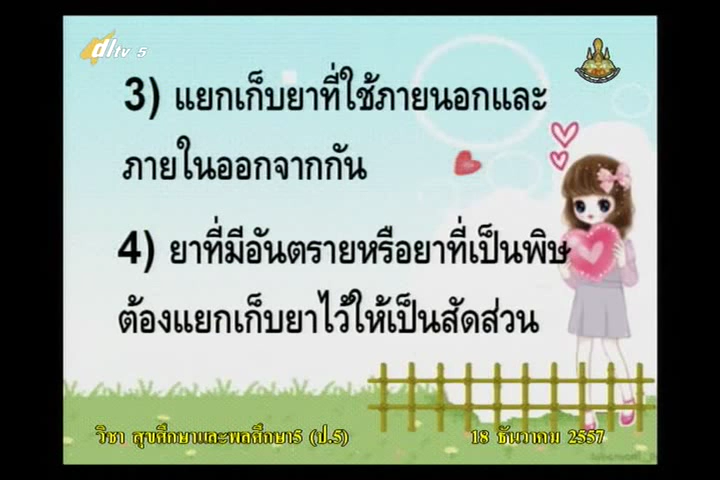 dltv 5
3) แยกเก็บยาที่ใช้ภายนอกและ
ภายในออกจากกัน
4) ยาที่มีอันตรายหรือยาที่เป็นพิษ
ต้องแยกเก็บยาไว้ให้เป็นสัดส่วน
วิชา สุขศึกษาและพลศึกษา5 (ป.5)
18 ธันวาคม 2557